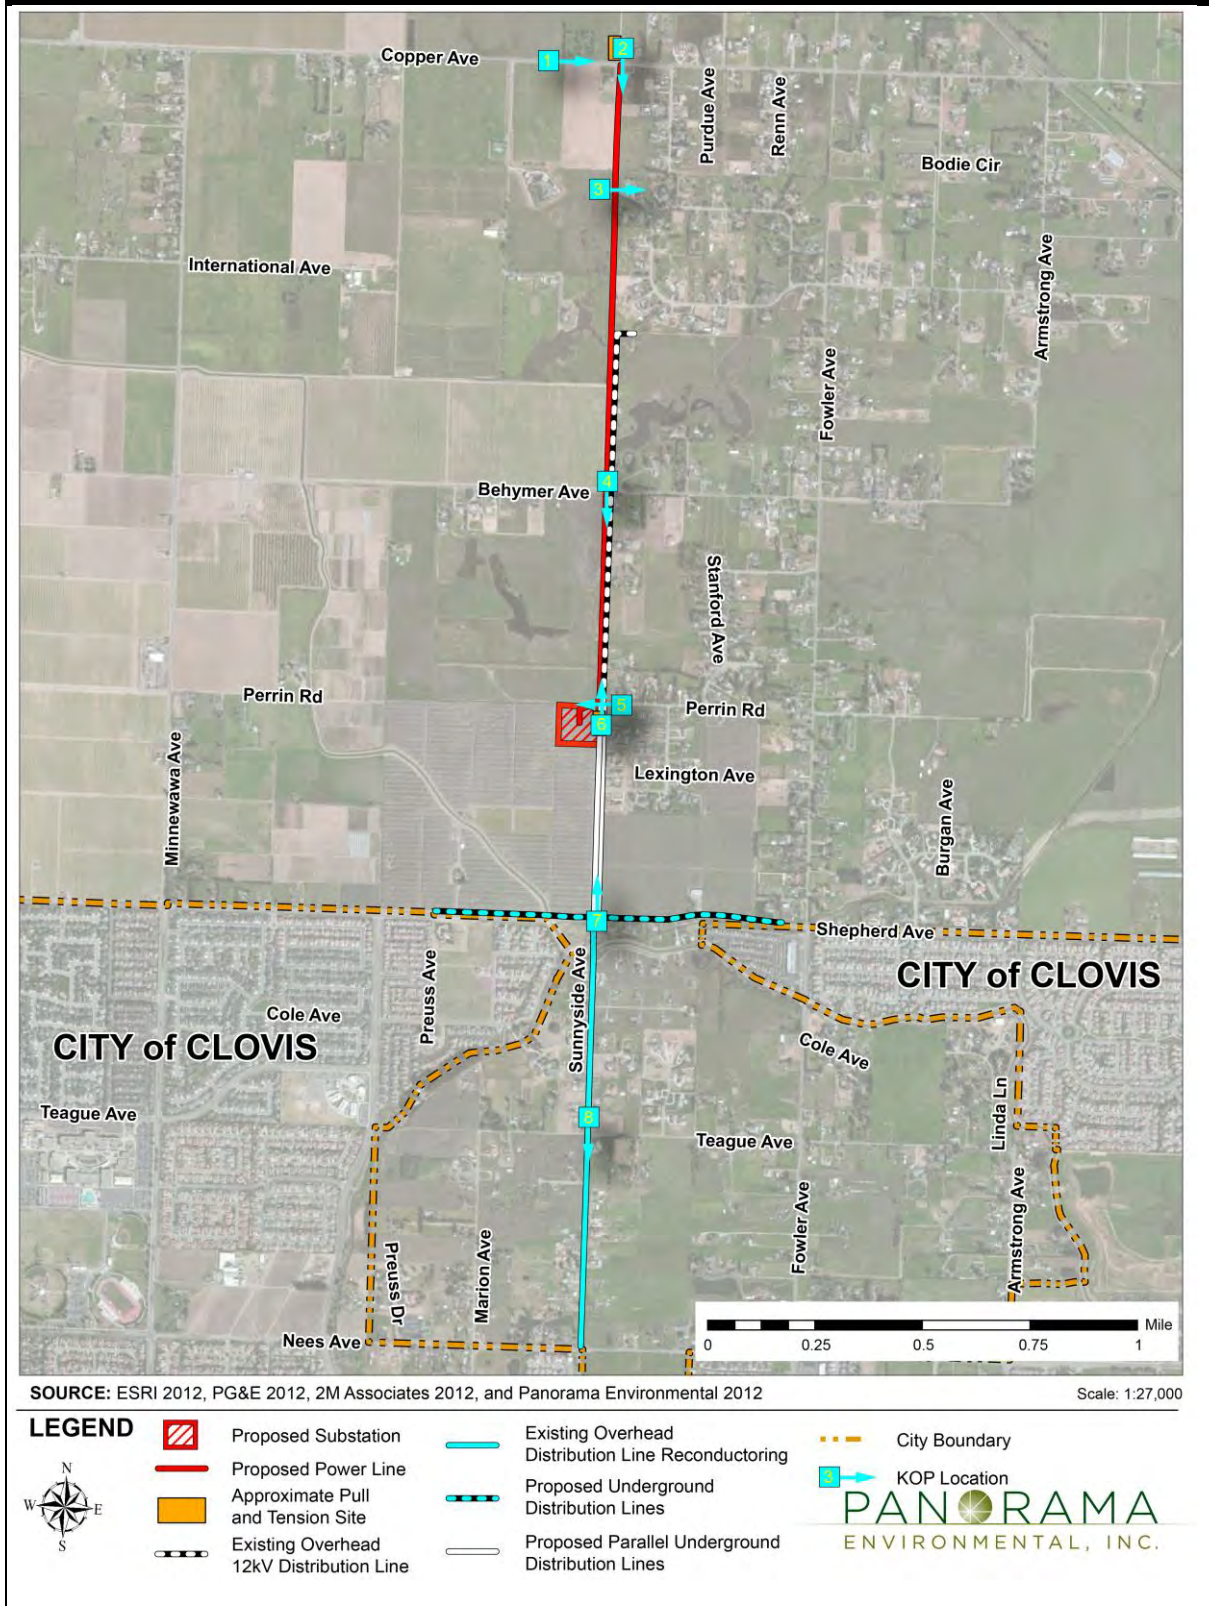 Copper Ave
1
2
Purdue Ave
Renn Ave
Bodie Cir
3
International Ave
Armstrong Ave
Fowler Ave
4
Behymer Ave
Stanford Ave
Perrin Rd
5
Perrin Rd
6
Lexington Ave
Minnewawa Ave
Burgan Ave
7
Shepherd Ave
Preuss Ave
Sunnyside Ave
CITY of CLOVIS
Cole Ave
CITY of CLOVIS
Cole Ave
Teague Ave
8
Teague Ave
Linda Ln
Armstrong Ave
Fowler Ave
Preuss Dr
Marion Ave
Nees Ave
Mile
0 0.25 0.5 0.75 1
SOURCE: ESRI 2012, PG&E 2012, 2M Associates 2012, and Panorama Environmental 2012
Scale: 1:27,000
LEGEND
N
W E
S
Proposed Substation
Proposed Power Line
Approximate Pull
and Tension Site
Existing Overhead
12kV Distribution Line
Existing Overhead
Distribution Line Reconductoring
Proposed Underground
Distribution Lines
Proposed Parallel Underground
Distribution Lines
City Boundary
3
KOP Location
PANORAMA
ENVIRONMENTAL, INC.